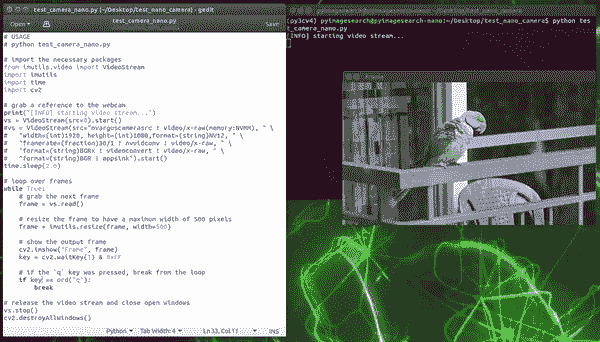 test_camera_nano.py (~/Desktop/test_nano_camera) - gedit
Open
test_camera_nano.py
Save
# USAGE
# python test_camera_nano.py
# import the necessary packages
from imutils.video import VideoStream
import imutils
import time
import cv2
# grab a reference to the webcam
print("[INFO] starting video stream...")
vs = VideoStream(src=0).start()
#vs = VideoStream(src="nvarguscamerasrc ! video/x-raw(memory:NVMM), " \
# "width=(int)1920, height=(int)1080,format=(string)NV12, " \
# "framerate=(fraction)30/1 ! nvvidconv ! video/x-raw, " \
# "format=(string)BGRx ! videoconvert ! video/x-raw, " \
# "format=(string)BGR ! appsink").start()
time.sleep(2.0)
# loop over frames
while True:
# grab the next frame
frame = vs.read()
# resize the frame to have a maximum width of 500 pixels
frame = imutils.resize(frame, width=500)
# show the output frame
cv2.imshow("Frame", frame)
key = cv2.waitKey(1) & 0xFF
# if the `q` key was pressed, break from the loop
if key == ord("q"):
break
# release the video stream and close open windows
vs.stop()
cv2.destroyAllWindows()
Python
Tab Width: 4
Ln 33, Col 11
INS
(py3cv4) pyimagesearch@pyimagesearch-nano:~/Desktop/test_nano_camera$ python tes
t_camera_nano.py
[INFO] starting video stream...